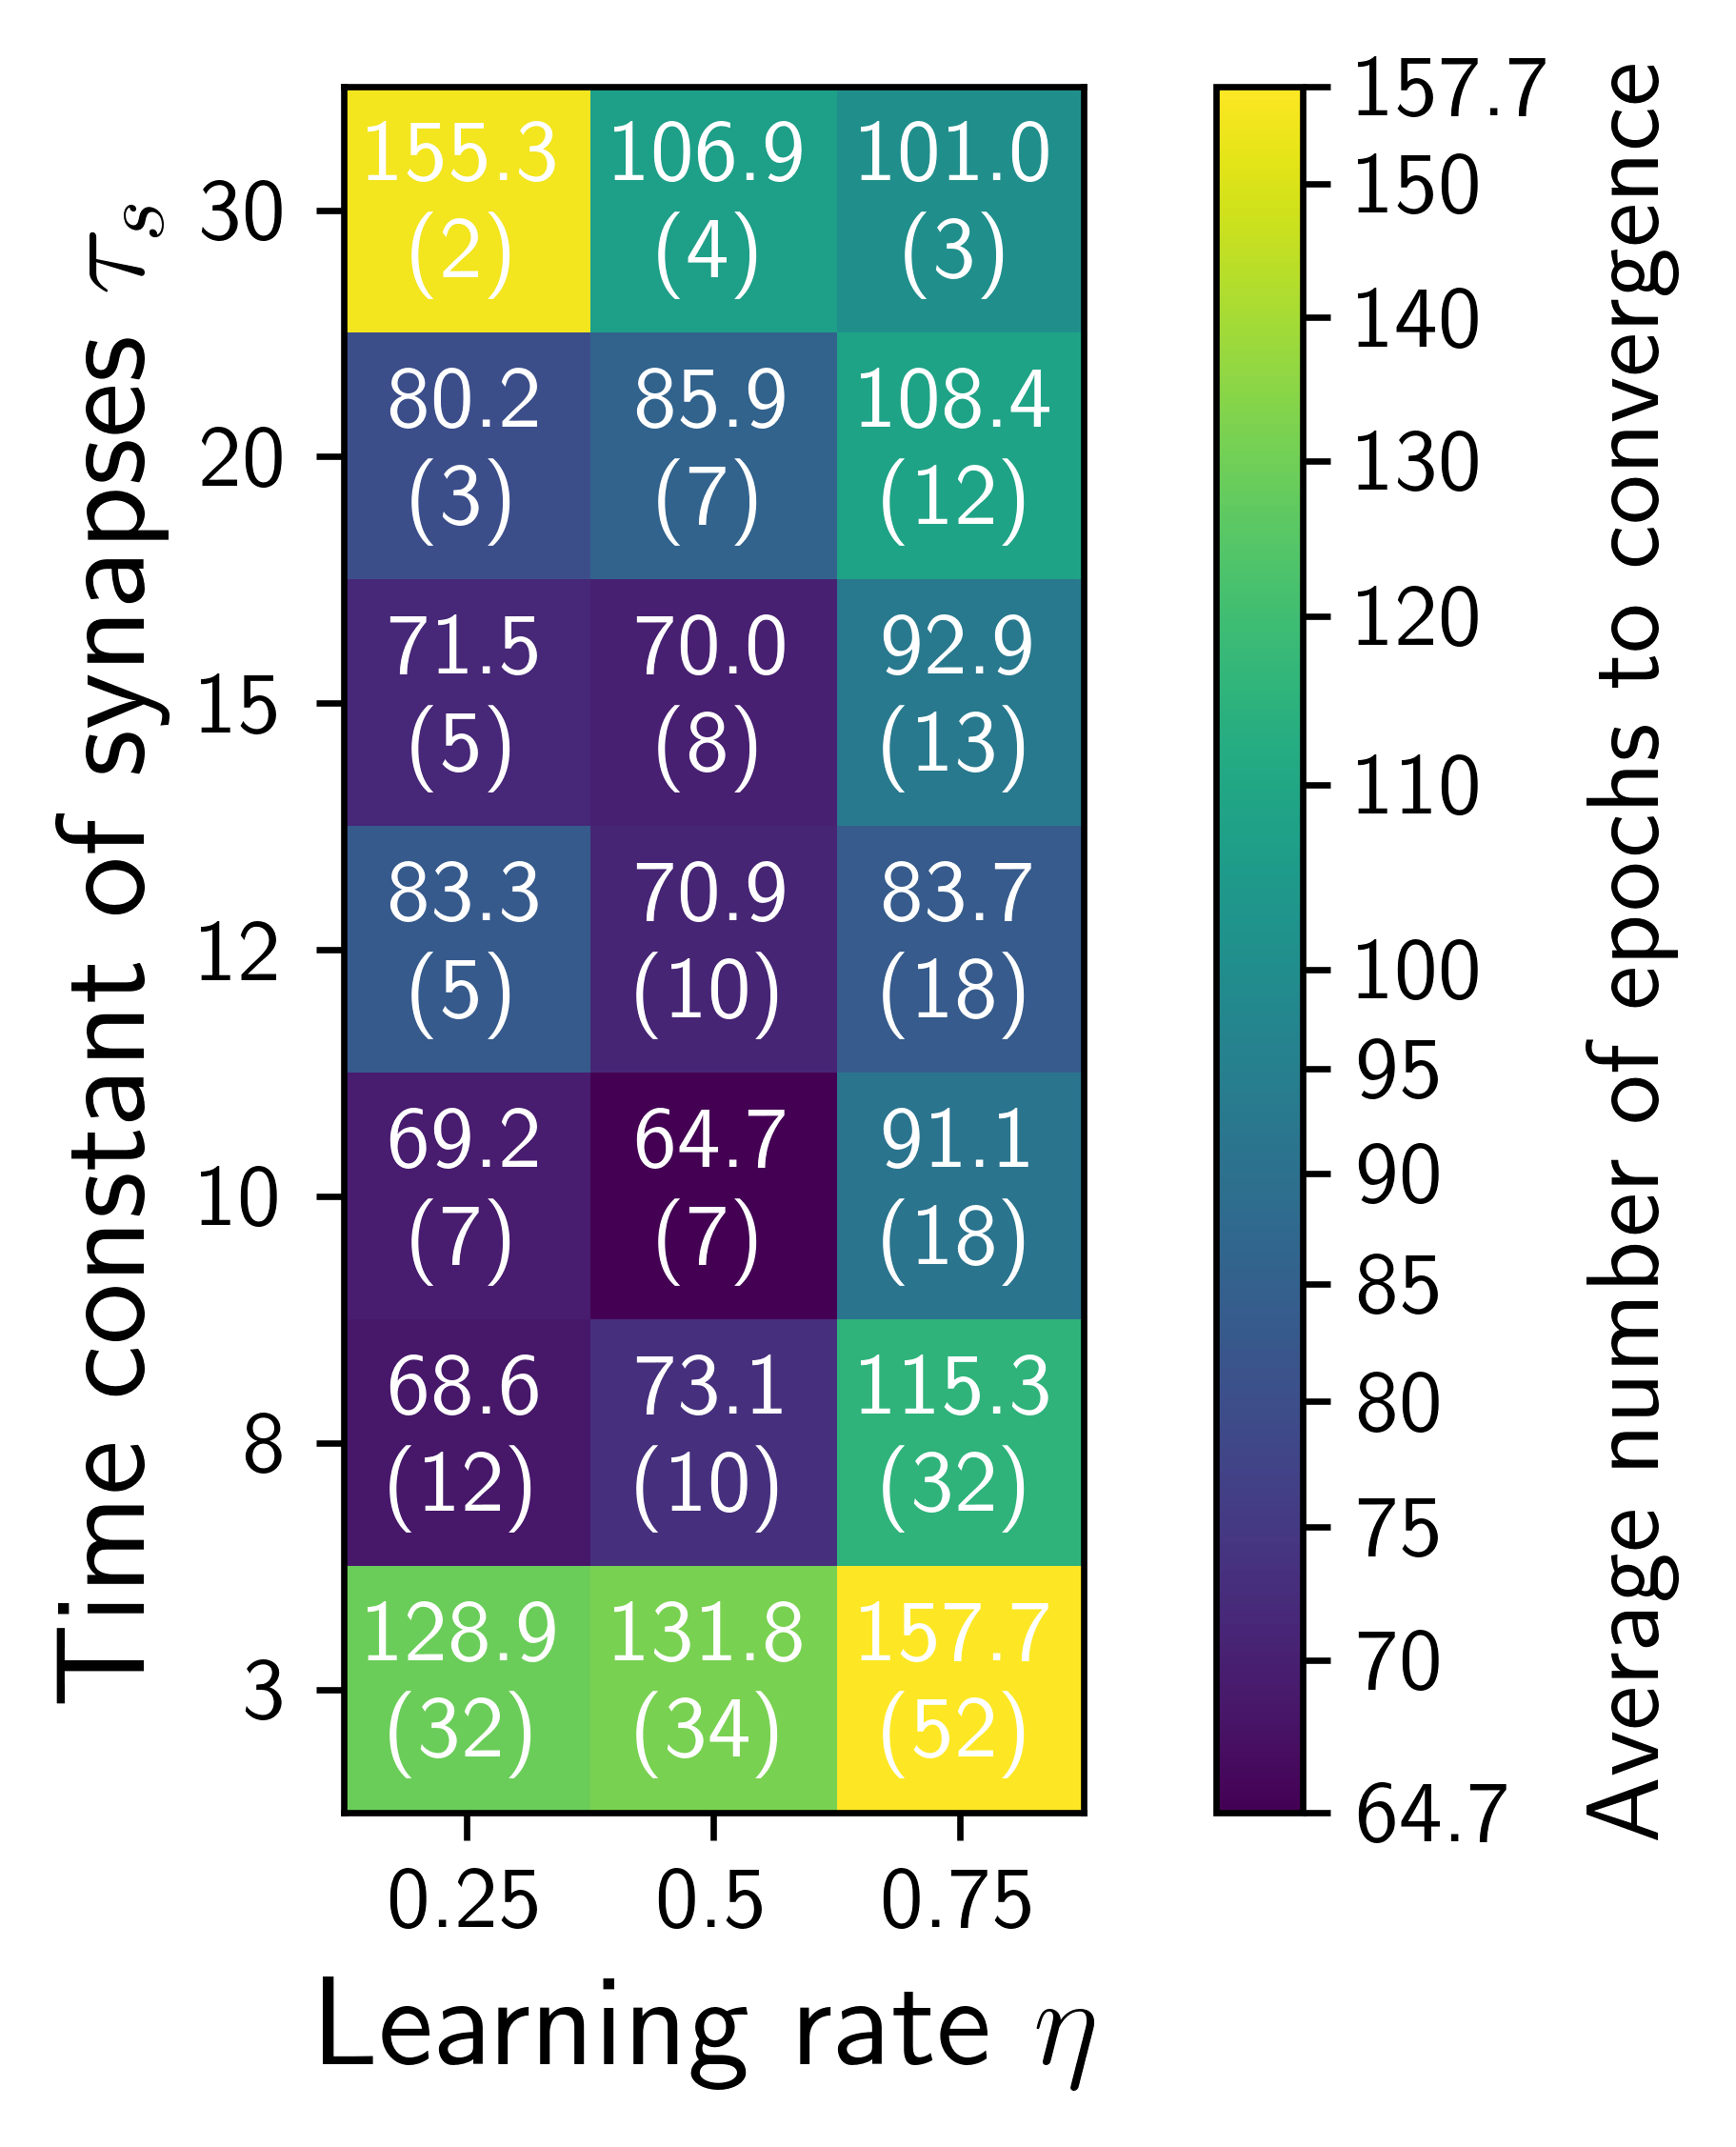 Time constant of synapses τs
30
20
15
12
10
8
3
155.3 106.9 101.0
(2) (4) (3)
80.2 85.9 108.4
(3) (7) (12)
71.5 70.0 92.9
(5) (8) (13)
83.3 70.9 83.7
(5) (10) (18)
69.2 64.7 91.1
(7) (7) (18)
68.6 73.1 115.3
(12) (10) (32)
128.9 131.8 157.7
(32) (34) (52)
0.25 0.5 0.75
Learning rate η
157.7
150
140
130
120
110
100
95
90
85
80
75
70
64.7
Average number of epochs to convergence